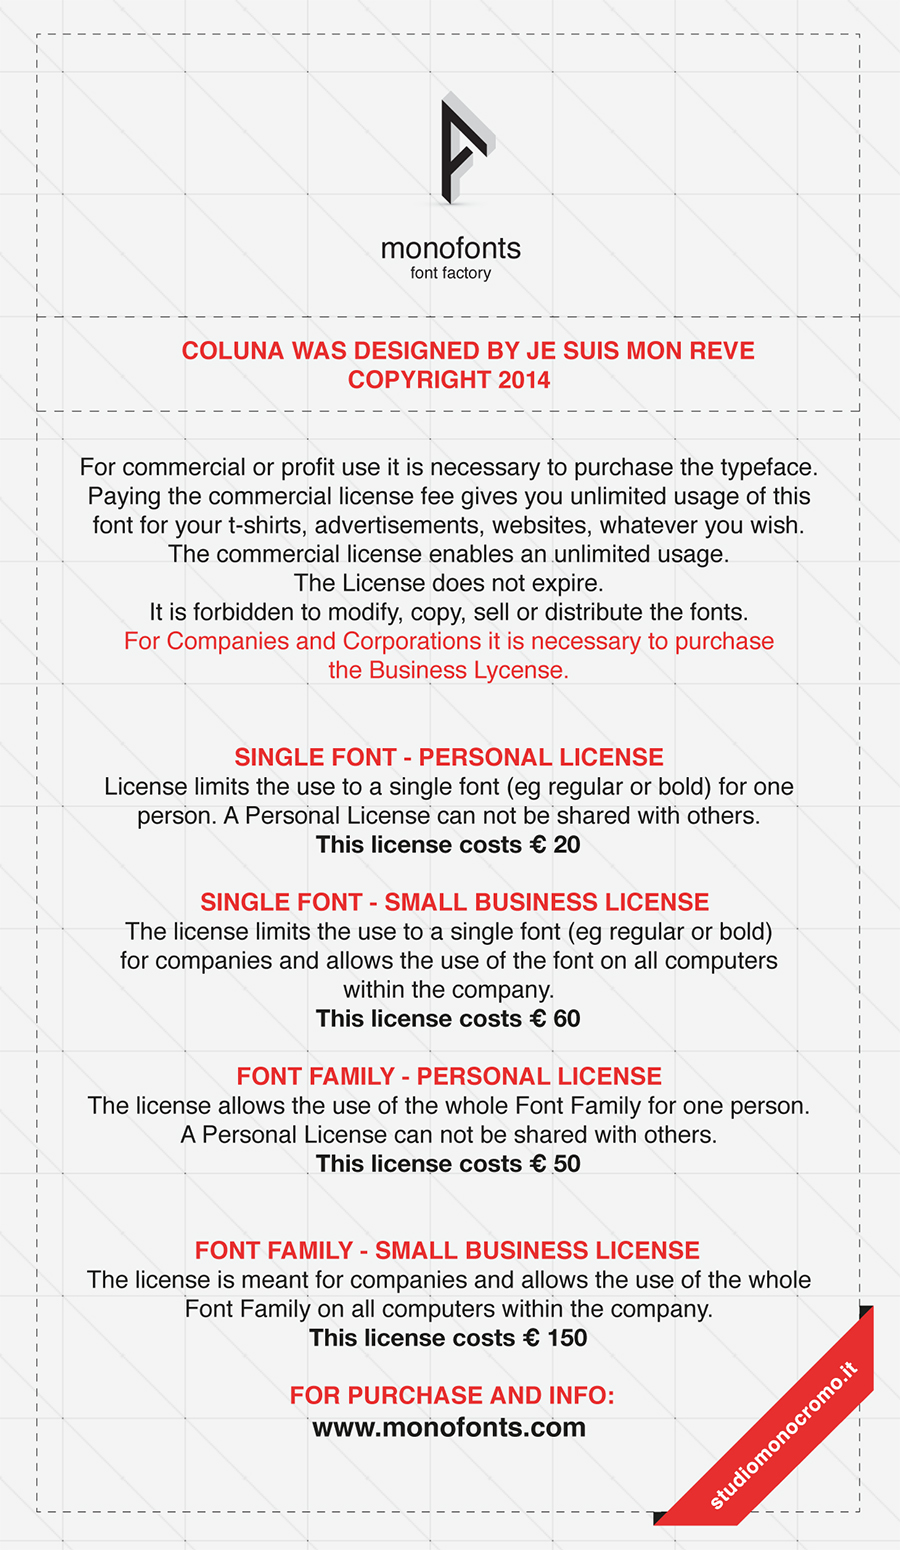 monofonts
font factory
COLUNA WAS DESIGNED BY JE SUIS MON REVE
COPYRIGHT 2014
For commercial or profit use it is necessary to purchase the typeface.
Paying the commercial license fee gives you unlimited usage of this
font for your t-shirts, advertisements, websites, whatever you wish.
The commercial license enables an unlimited usage.
The License does not expire.
It is forbidden to modify, copy, sell or distribute the fonts.
For Companies and Corporations it is necessary to purchase
the Business Lycense.
SINGLE FONT - PERSONAL LICENSE
License limits the use to a single font (eg regular or bold) for one
person. A Personal License can not be shared with others.
This license costs € 20
SINGLE FONT - SMALL BUSINESS LICENSE
The license limits the use to a single font (eg regular or bold)
for companies and allows the use of the font on all computers
within the company.
This license costs € 60
FONT FAMILY - PERSONAL LICENSE
The license allows the use of the whole Font Family for one person.
A Personal License can not be shared with others.
This license costs € 50
FONT FAMILY - SMALL BUSINESS LICENSE
The license is meant for companies and allows the use of the whole
Font Family on all computers within the company.
This license costs € 150
FOR PURCHASE AND INFO:
www.monofonts.com
studiomonocromo.it